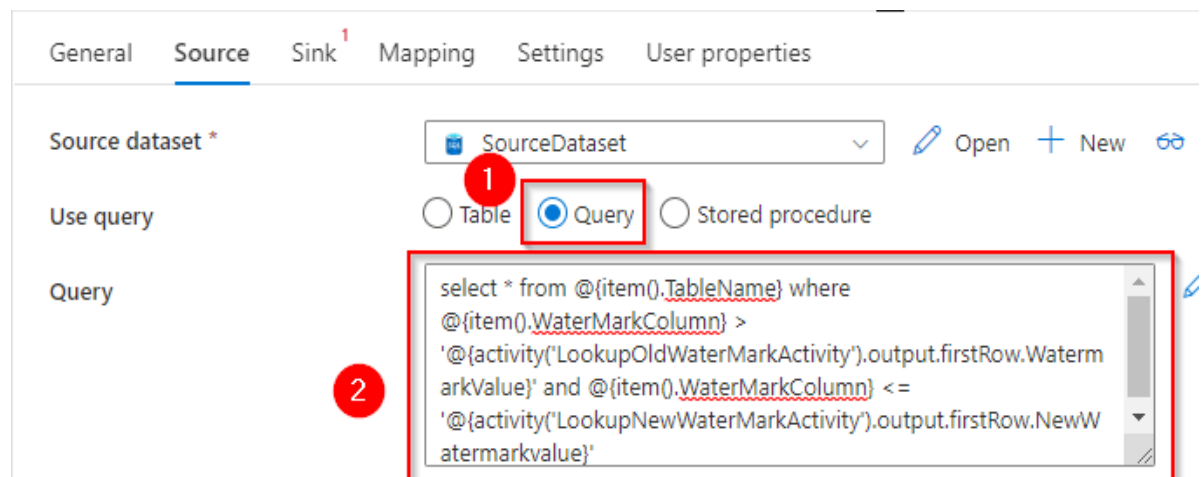 General Source Sink 1 Mapping Settings User properties
Source dataset * SourceDataset Open New
1
Use query Table Query Stored procedure
Query
select * from @{item().TableName} where
@{item().WaterMarkColumn} >
'@{activity('LookupOldWaterMarkActivity').output.firstRow.Waterm
arkValue}' and @{item().WaterMarkColumn} <=
2
'@{activity('LookupNewWaterMarkActivity').output.firstRow.NewW
atermarkvalue}'